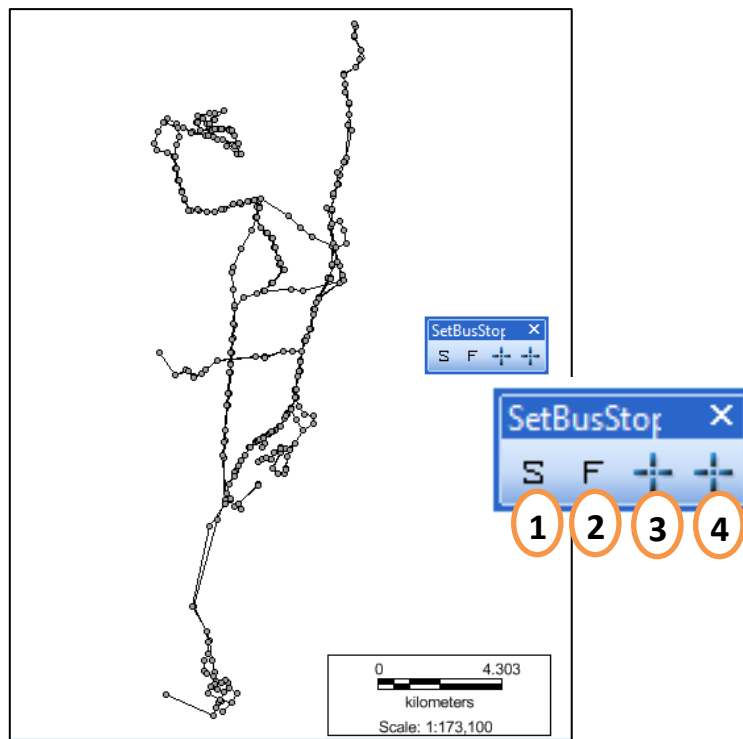 SetBusStop ✕
S F
SetBusStop ✕
S F
1 2 3 4
0 4.303
kilometers
Scale: 1:173,100